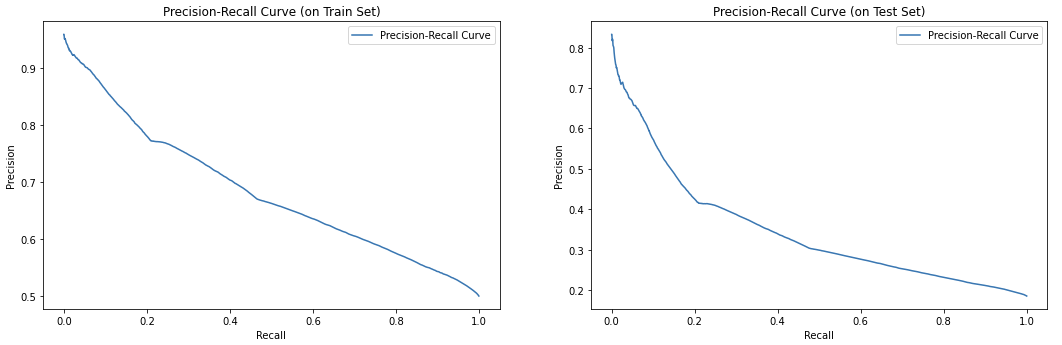 Precision-Recall Curve (on Train Set)
Precision-Recall Curve
0.9
0.8
0.7
0.6
0.5
Precision
0.0 0.2 0.4 0.6 0.8 1.0
Recall
Precision-Recall Curve (on Test Set)
Precision-Recall Curve
0.8
0.7
0.6
0.5
0.4
0.3
0.2
Precision
0.0 0.2 0.4 0.6 0.8 1.0
Recall